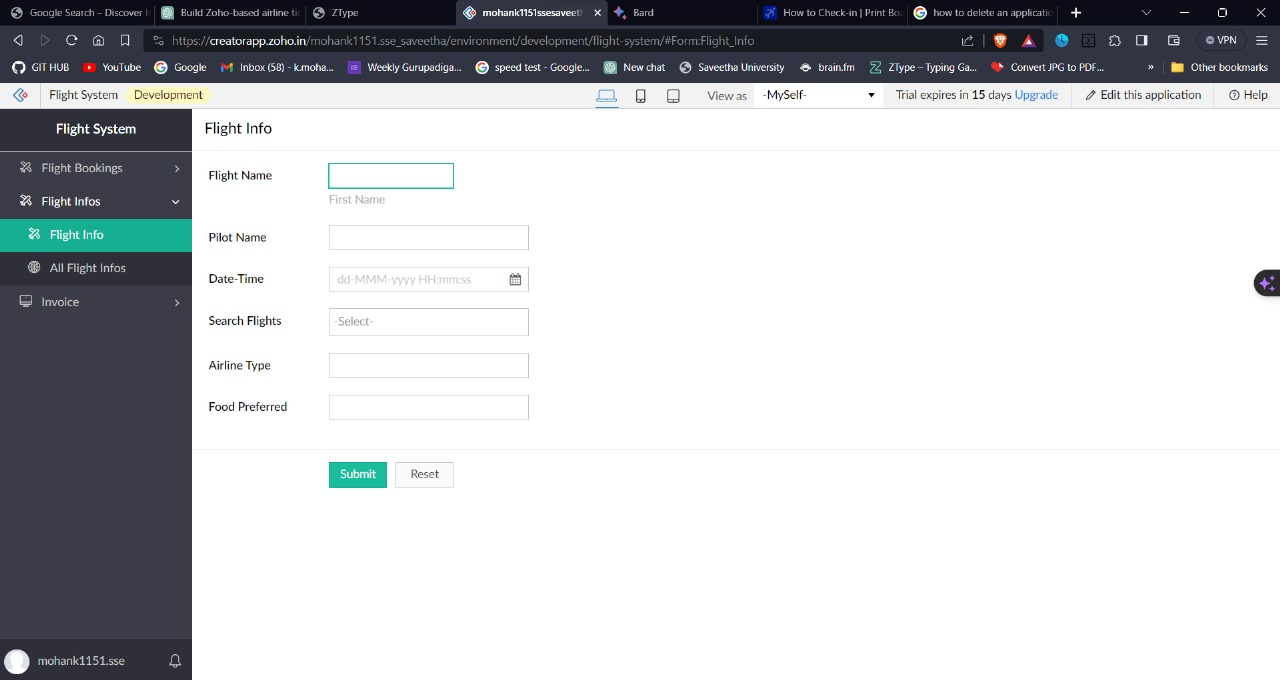 Google Search – Discover h
Build Zoho-based airline tic
ZType
mohank1151ssesaveeth
Bard
How to Check-in | Print Boa
how to delete an applicatio
https://creatorapp.zoho.in/mohank1151.sse_saveetha/environment/development/flight-system/#Form:Flight_Info
VPN
GIT HUB
YouTube
Google
Inbox (58) - k.moha...
Weekly Gurupadiga...
speed test - Google...
New chat
Saveetha University
brain.fm
ZType – Typing Ga...
Convert JPG to PDF...
»
Other bookmarks
Flight System
Development
View as
-MySelf-
Trial expires in 15 days Upgrade
Edit this application
Help
Flight System
Flight Bookings
Flight Infos
Flight Info
All Flight Infos
Invoice
mohank1151.sse
Flight Info
Flight Name
First Name
Pilot Name
Date-Time
dd-MMM-yyyy HH:mm:ss
Search Flights
-Select-
Airline Type
Food Preferred
Submit
Reset